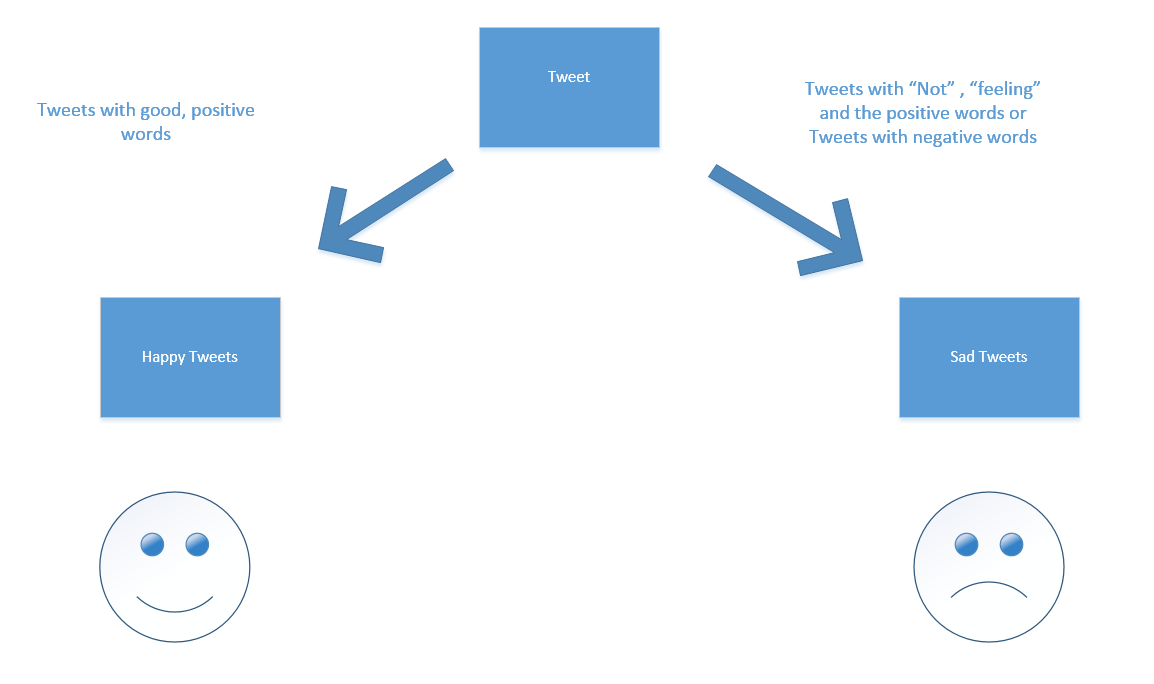 Tweet
Tweets with good, positive
words
Tweets with “Not” , “feeling”
and the positive words or
Tweets with negative words
Happy Tweets
Sad Tweets